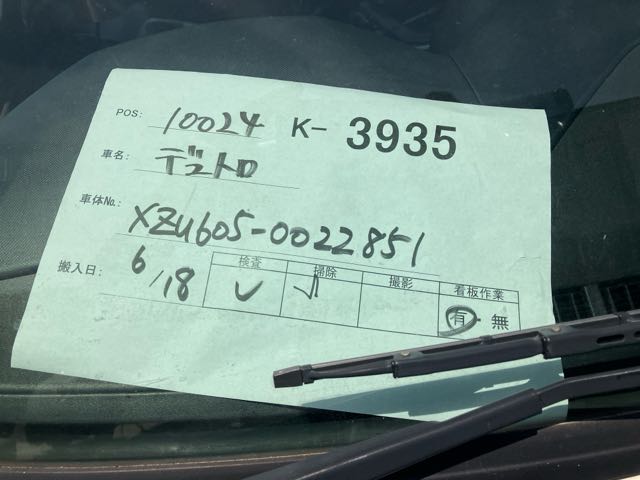 POS: 10024 K- 3935
車名: デュトロ
車体No.: XZU605-0022851
搬入日: 6/18
検査 掃除 撮影 看板作業
✓ ✓ 有・無